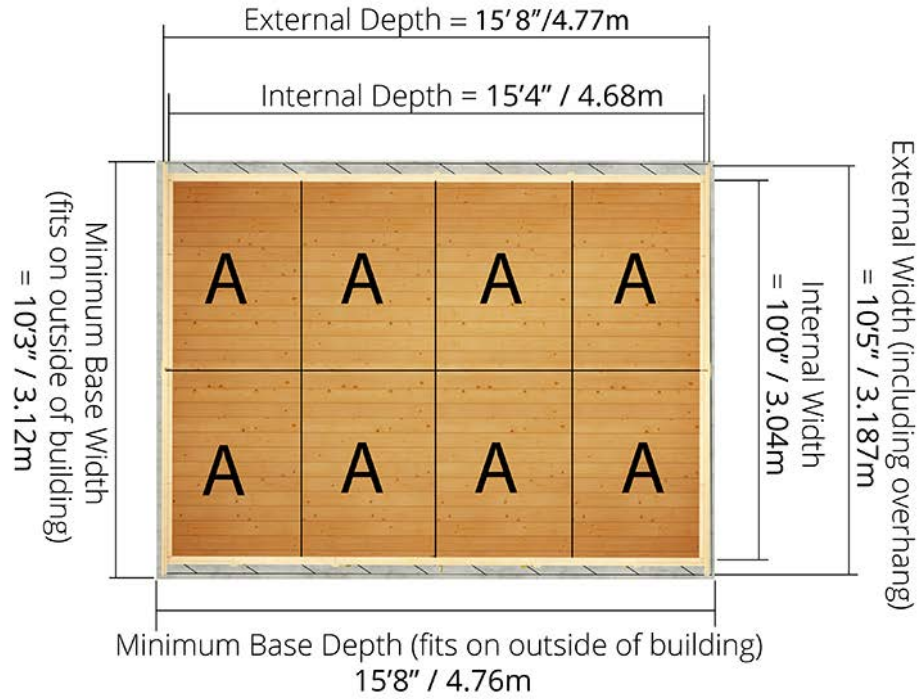 External Depth = 15'8"/4.77m
Internal Depth = 15'4" / 4.68m
Minimum Base Width
(fits on outside of building)
= 10'3" / 3.12m
A A A A
A A A A
Internal Width
= 10'0" / 3.04m
External Width (including overhang)
= 10'5" / 3.187m
Minimum Base Depth (fits on outside of building)
15'8" / 4.76m